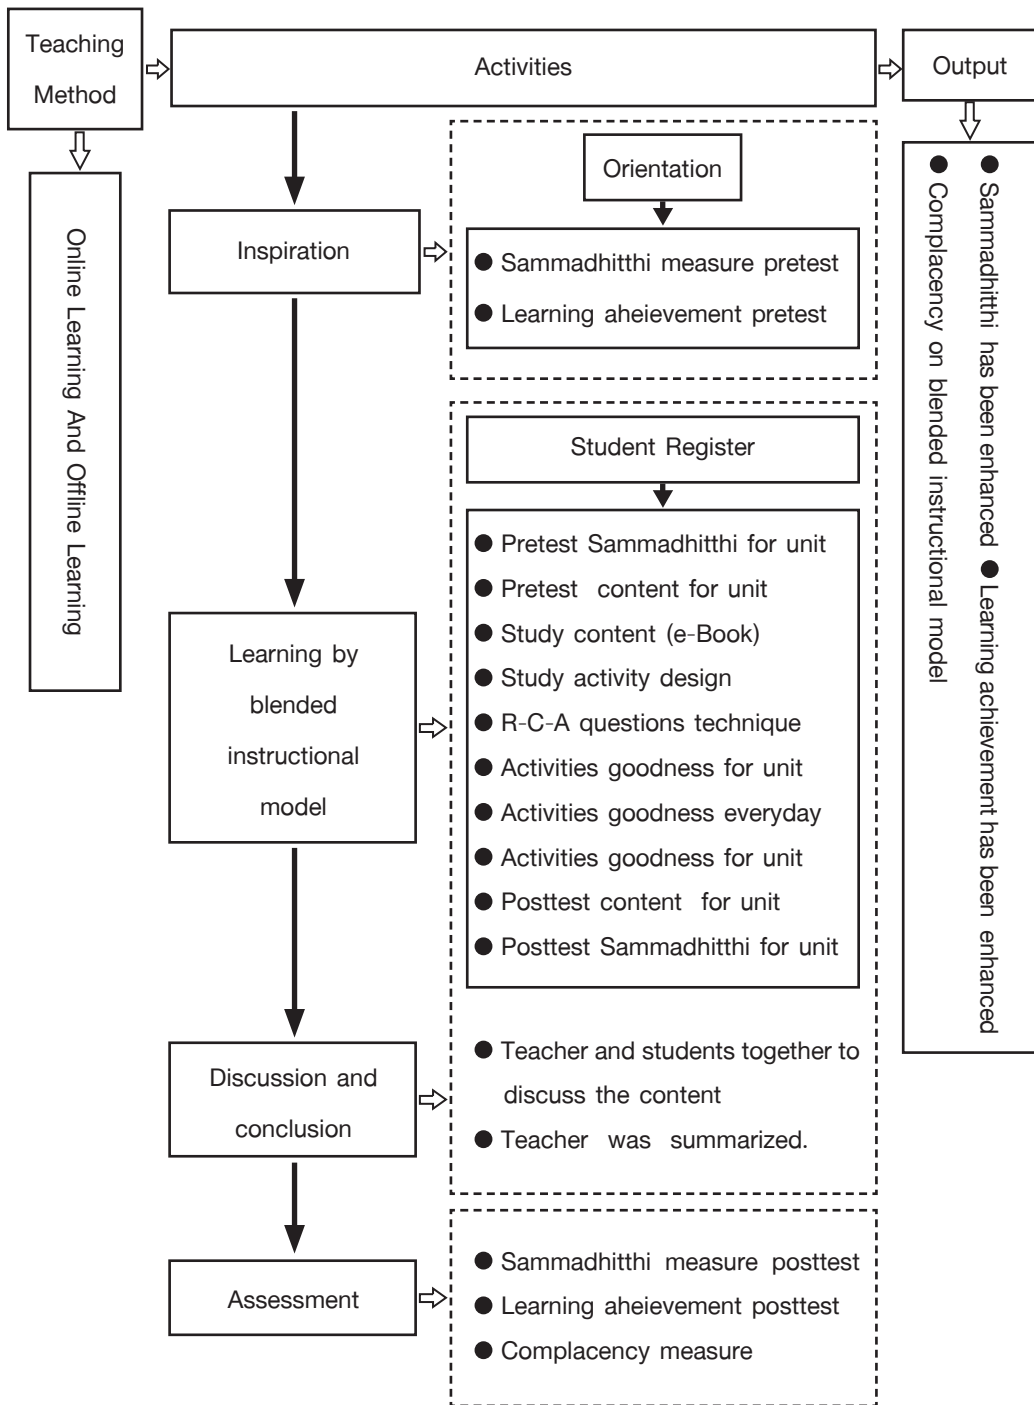 Teaching
Method
Activities
Output
Online Learning And Offline Learning
Inspiration
Orientation
● Sammadhitthi measure pretest
● Learning aheievement pretest
Student Register
● Pretest Sammadhitthi for unit
● Pretest content for unit
● Study content (e-Book)
● Study activity design
● R-C-A questions technique
● Activities goodness for unit
● Activities goodness everyday
● Activities goodness for unit
● Posttest content for unit
● Posttest Sammadhitthi for unit
Learning by
blended
instructional
model
Discussion and
conclusion
● Teacher and students together to
discuss the content
● Teacher was summarized.
Assessment
● Sammadhitthi measure posttest
● Learning aheievement posttest
● Complacency measure
● Sammadhitthi has been enhanced ● Learning achievement has been enhanced
● Complacency on blended instructional model